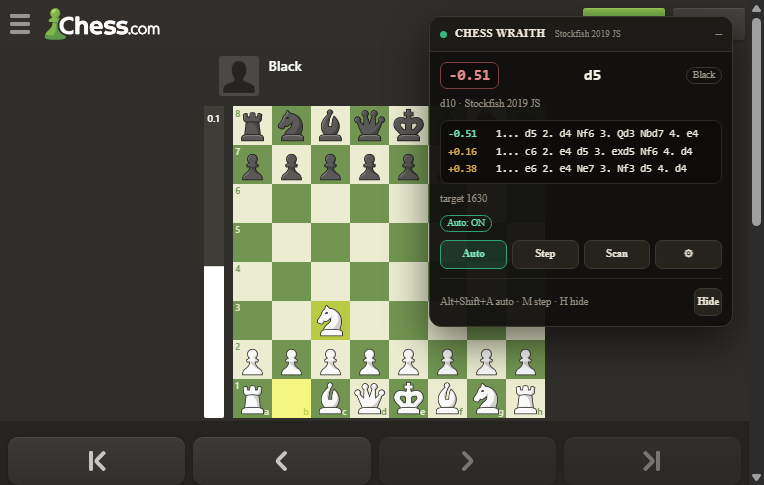 Chess.com
CHESS WRAITH Stockfish 2019 JS –
Black
-0.51 d5 Black
d10 · Stockfish 2019 JS
0.1
-0.51 1... d5 2. d4 Nf6 3. Qd3 Nbd7 4. e4
+0.16 1... c6 2. e4 d5 3. exd5 Nf6 4. d4
+0.38 1... e6 2. e4 Ne7 3. Nf3 d5 4. d4
target 1630
Auto: ON
Auto Step Scan ⚙
Alt+Shift+A auto · M step · H hide Hide
8
7
6
5
4
3
2
1 a b c d e f g h